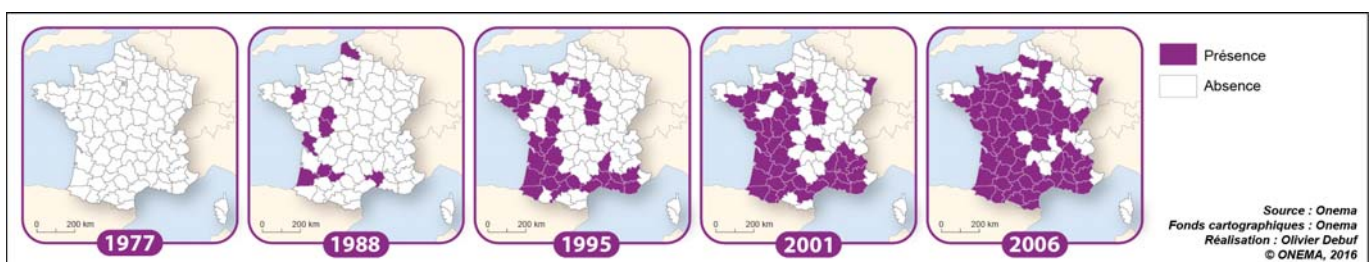 0 200 km
1977
0 200 km
1988
0 200 km
1995
0 200 km
2001
0 200 km
2006
Présence
Absence
Source : Onema
Fonds cartographiques : Onema
Réalisation : Olivier Debuf
© ONEMA, 2016